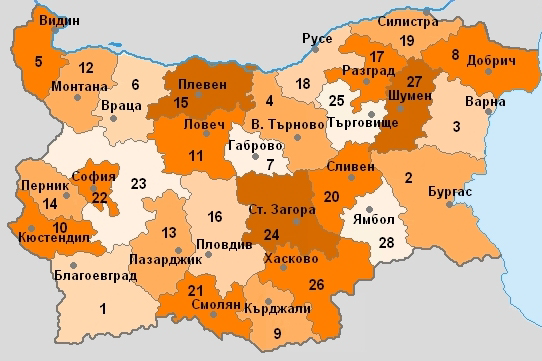 Видин
Силистра
Русе
19
5
12
17
8
Добрич
Монтана
6
Плевен
Разград
27
15
4
18
25
Шумен
Варна
Враца
Ловеч
В. Търново
Търговище
3
11
Габрово
7
София
Сливен
2
Перник
23
22
14
20
Бургас
16
Ст. Загора
Ямбол
10
Кюстендил
13
24
28
Пловдив
Пазарджик
Хасково
Благоевград
21
26
1
Смолян
Кърджали
9